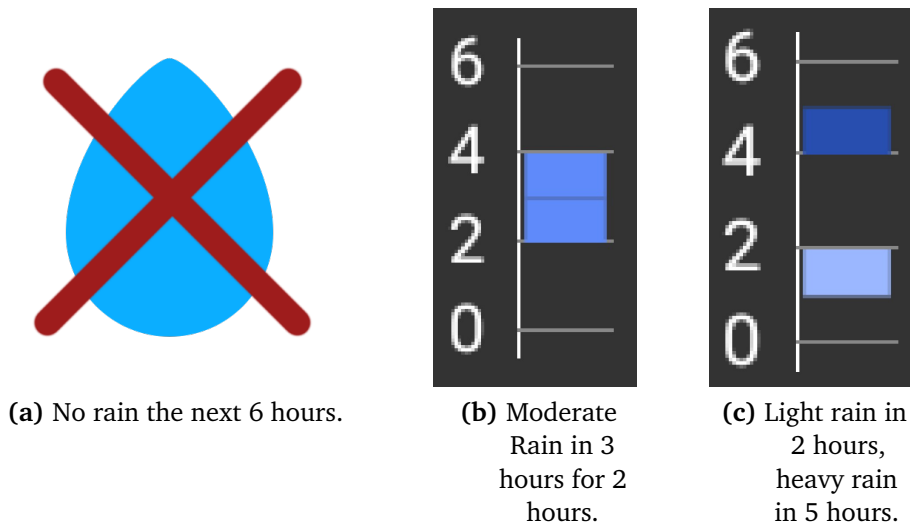 6
4
2
0
6
4
2
0
(a) No rain the next 6 hours.
(b) Moderate
Rain in 3
hours for 2
hours.
(c) Light rain in
2 hours,
heavy rain
in 5 hours.